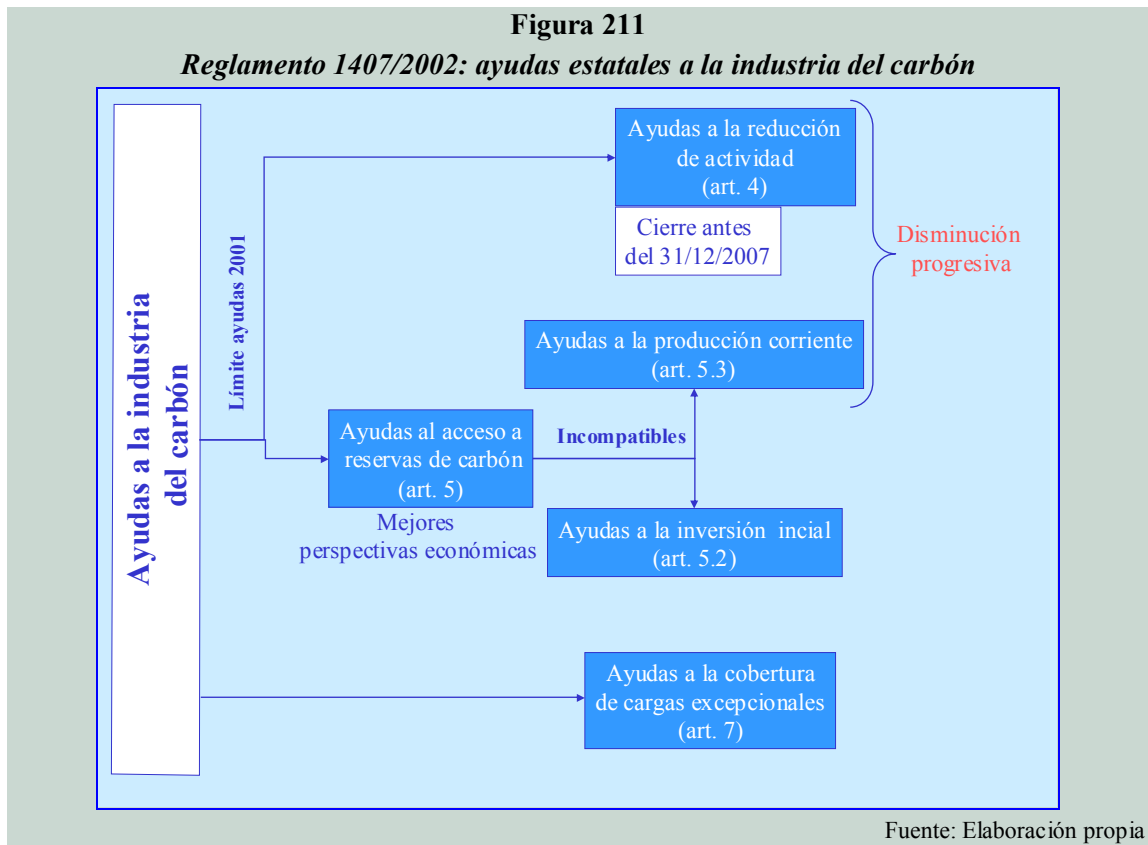 Figura 211
Reglamento 1407/2002: ayudas estatales a la industria del carbón
Ayudas a la industria
del carbón
Límite ayudas 2001
Ayudas a la reducción
de actividad
(art. 4)
Cierre antes
del 31/12/2007
Disminución
progresiva
Ayudas a la producción corriente
(art. 5.3)
Ayudas al acceso a
reservas de carbón
(art. 5)
Incompatibles
Mejores
perspectivas económicas
Ayudas a la inversión incial
(art. 5.2)
Ayudas a la cobertura
de cargas excepcionales
(art. 7)
Fuente: Elaboración propia